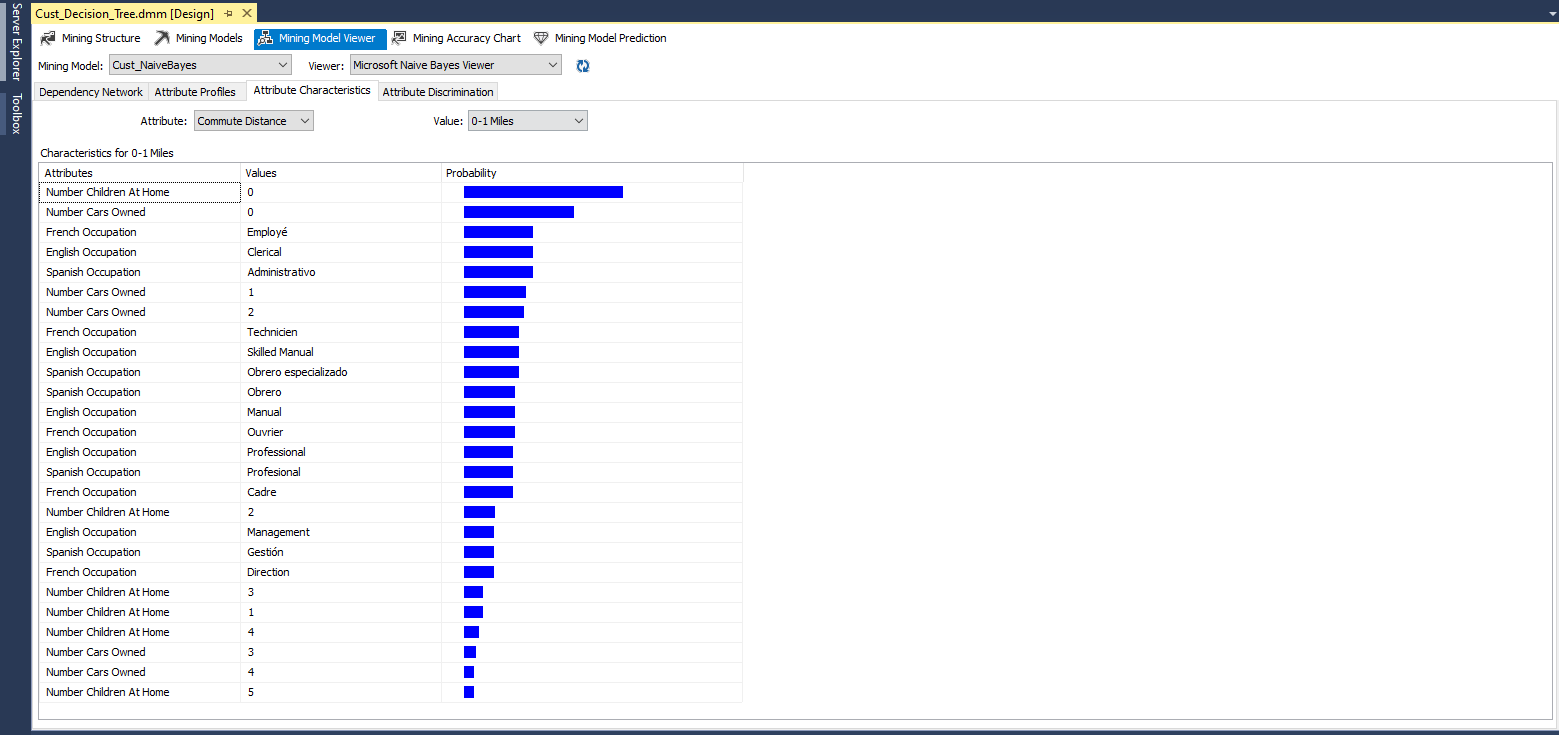 Server Explorer
Toolbox
Cust_Decision_Tree.dmm [Design]
Mining Structure Mining Models Mining Model Viewer Mining Accuracy Chart Mining Model Prediction
Mining Model: Cust_NaiveBayes Viewer: Microsoft Naive Bayes Viewer
Dependency Network Attribute Profiles Attribute Characteristics Attribute Discrimination
Attribute: Commute Distance Value: 0-1 Miles
Characteristics for 0-1 Miles
Attributes Values Probability
Number Children At Home 0
Number Cars Owned 0
French Occupation Employé
English Occupation Clerical
Spanish Occupation Administrativo
Number Cars Owned 1
Number Cars Owned 2
French Occupation Technicien
English Occupation Skilled Manual
Spanish Occupation Obrero especializado
Spanish Occupation Obrero
English Occupation Manual
French Occupation Ouvrier
English Occupation Professional
Spanish Occupation Profesional
French Occupation Cadre
Number Children At Home 2
English Occupation Management
Spanish Occupation Gestión
French Occupation Direction
Number Children At Home 3
Number Children At Home 1
Number Children At Home 4
Number Cars Owned 3
Number Cars Owned 4
Number Children At Home 5